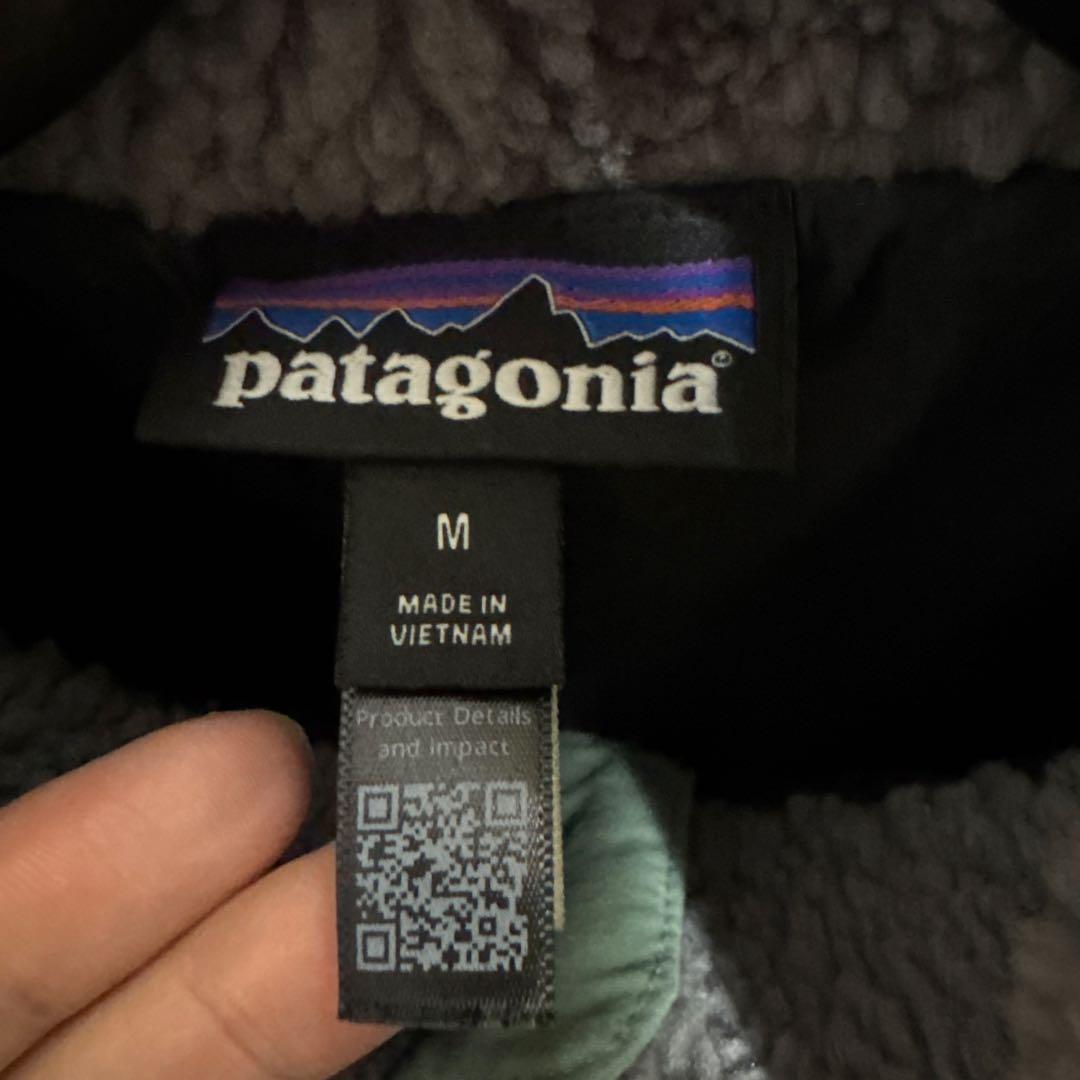 patagonia®
M
MADE IN
VIETNAM
Product Details
and Impact